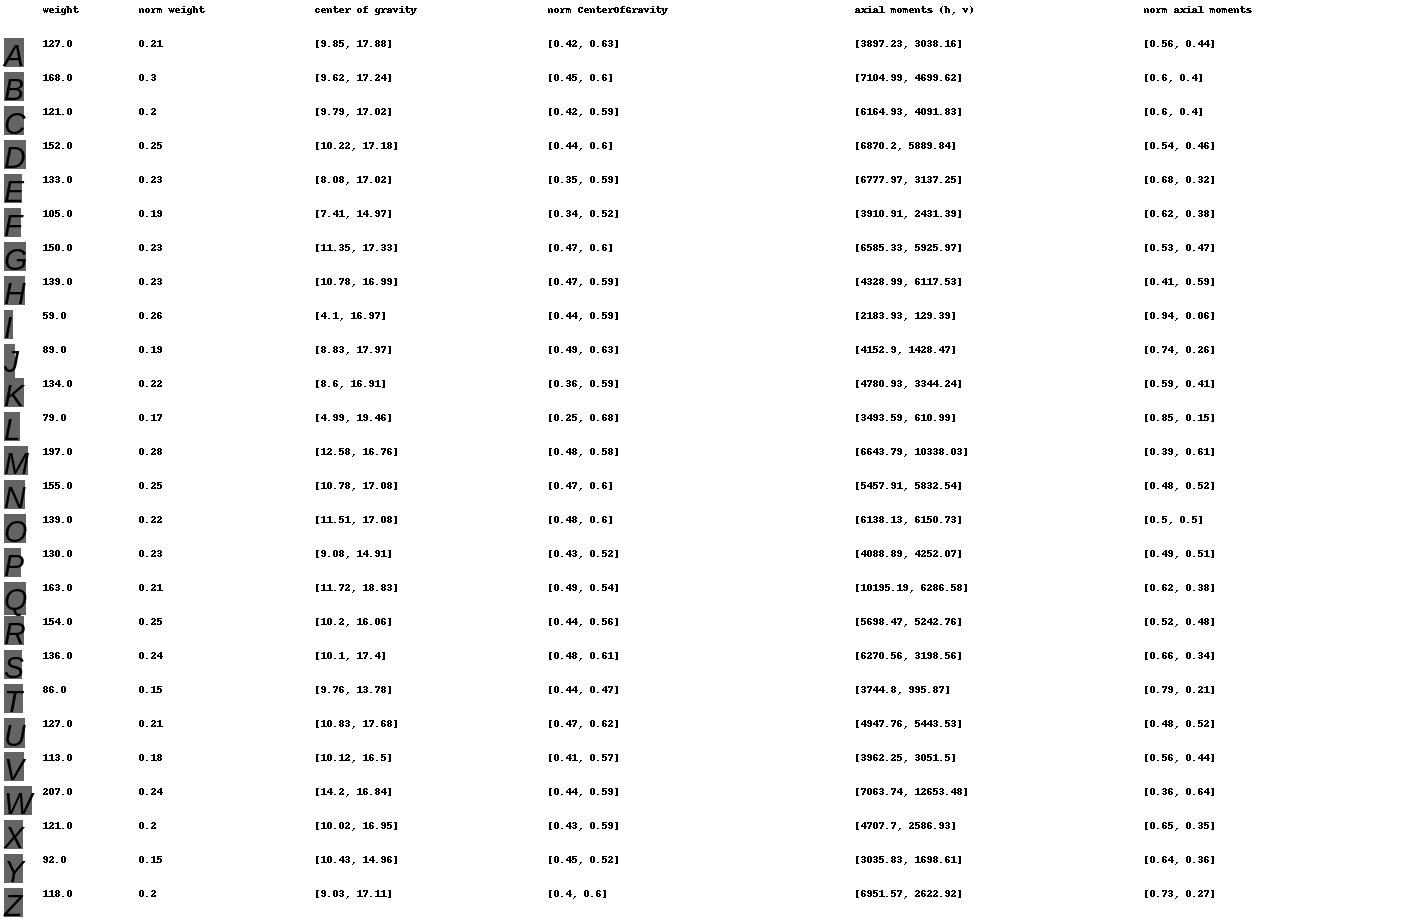 weight norm weight center of gravity norm CenterOfGravity axial moments (h, v) norm axial moments
A 127.0 0.21 [9.85, 17.88] [0.42, 0.63] [3897.23, 3038.16] [0.56, 0.44]
B 168.0 0.3 [9.62, 17.24] [0.45, 0.6] [7104.99, 4699.62] [0.6, 0.4]
C 121.0 0.2 [9.79, 17.02] [0.42, 0.59] [6164.93, 4091.83] [0.6, 0.4]
D 152.0 0.25 [10.22, 17.18] [0.44, 0.6] [6870.2, 5889.84] [0.54, 0.46]
E 133.0 0.23 [8.08, 17.02] [0.35, 0.59] [6777.97, 3137.25] [0.68, 0.32]
F 105.0 0.19 [7.41, 14.97] [0.34, 0.52] [3910.91, 2431.39] [0.62, 0.38]
G 150.0 0.23 [11.35, 17.33] [0.47, 0.6] [6585.33, 5925.97] [0.53, 0.47]
H 139.0 0.23 [10.78, 16.99] [0.47, 0.59] [4328.99, 6117.53] [0.41, 0.59]
I 59.0 0.26 [4.1, 16.97] [0.44, 0.59] [2183.93, 129.39] [0.94, 0.06]
J 89.0 0.19 [8.83, 17.97] [0.49, 0.63] [4152.9, 1428.47] [0.74, 0.26]
K 134.0 0.22 [8.6, 16.91] [0.36, 0.59] [4780.93, 3344.24] [0.59, 0.41]
L 79.0 0.17 [4.99, 19.46] [0.25, 0.68] [3493.59, 610.99] [0.85, 0.15]
M 197.0 0.28 [12.58, 16.76] [0.48, 0.58] [6643.79, 10338.03] [0.39, 0.61]
N 155.0 0.25 [10.78, 17.08] [0.47, 0.6] [5457.91, 5832.54] [0.48, 0.52]
O 139.0 0.22 [11.51, 17.08] [0.48, 0.6] [6138.13, 6150.73] [0.5, 0.5]
P 130.0 0.23 [9.08, 14.91] [0.43, 0.52] [4088.89, 4252.07] [0.49, 0.51]
Q 163.0 0.21 [11.72, 18.83] [0.49, 0.54] [10195.19, 6286.58] [0.62, 0.38]
R 154.0 0.25 [10.2, 16.06] [0.44, 0.56] [5698.47, 5242.76] [0.52, 0.48]
S 136.0 0.24 [10.1, 17.4] [0.48, 0.61] [6270.56, 3198.56] [0.66, 0.34]
T 86.0 0.15 [9.76, 13.78] [0.44, 0.47] [3744.8, 995.87] [0.79, 0.21]
U 127.0 0.21 [10.83, 17.68] [0.47, 0.62] [4947.76, 5443.53] [0.48, 0.52]
V 113.0 0.18 [10.12, 16.5] [0.41, 0.57] [3962.25, 3051.5] [0.56, 0.44]
W 207.0 0.24 [14.2, 16.84] [0.44, 0.59] [7063.74, 12653.48] [0.36, 0.64]
X 121.0 0.2 [10.02, 16.95] [0.43, 0.59] [4707.7, 2586.93] [0.65, 0.35]
Y 92.0 0.15 [10.43, 14.96] [0.45, 0.52] [3035.83, 1698.61] [0.64, 0.36]
Z 118.0 0.2 [9.03, 17.11] [0.4, 0.6] [6951.57, 2622.92] [0.73, 0.27]